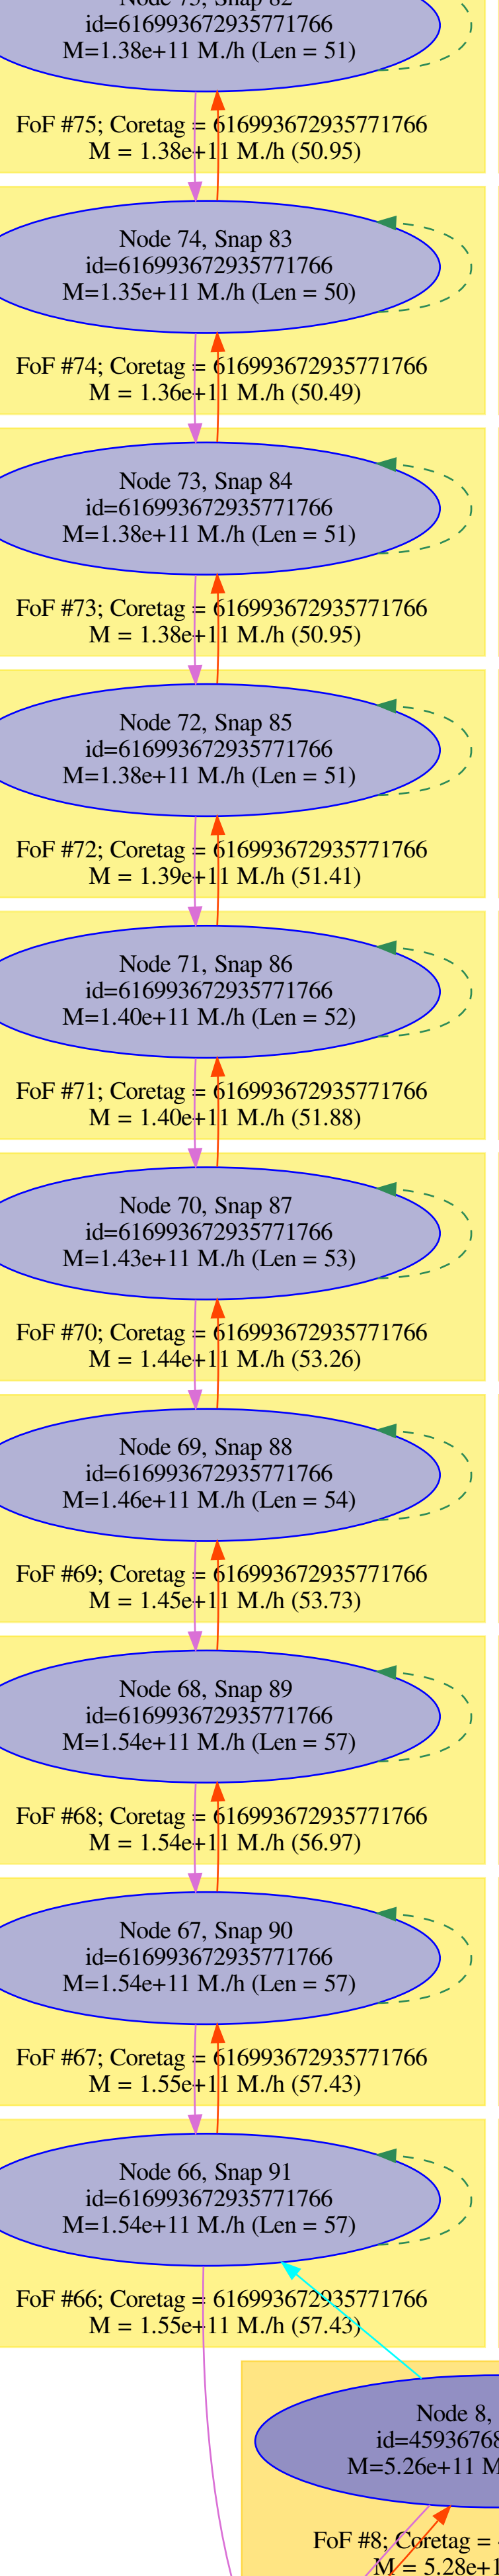 Node 75, Snap 82
id=616993672935771766
M=1.38e+11 M./h (Len = 51)
FoF #75; Coretag = 616993672935771766
M = 1.38e+11 M./h (50.95)
Node 74, Snap 83
id=616993672935771766
M=1.35e+11 M./h (Len = 50)
FoF #74; Coretag = 616993672935771766
M = 1.36e+11 M./h (50.49)
Node 73, Snap 84
id=616993672935771766
M=1.38e+11 M./h (Len = 51)
FoF #73; Coretag = 616993672935771766
M = 1.38e+11 M./h (50.95)
Node 72, Snap 85
id=616993672935771766
M=1.38e+11 M./h (Len = 51)
FoF #72; Coretag = 616993672935771766
M = 1.39e+11 M./h (51.41)
Node 71, Snap 86
id=616993672935771766
M=1.40e+11 M./h (Len = 52)
FoF #71; Coretag = 616993672935771766
M = 1.40e+11 M./h (51.88)
Node 70, Snap 87
id=616993672935771766
M=1.43e+11 M./h (Len = 53)
FoF #70; Coretag = 616993672935771766
M = 1.44e+11 M./h (53.26)
Node 69, Snap 88
id=616993672935771766
M=1.46e+11 M./h (Len = 54)
FoF #69; Coretag = 616993672935771766
M = 1.45e+11 M./h (53.73)
Node 68, Snap 89
id=616993672935771766
M=1.54e+11 M./h (Len = 57)
FoF #68; Coretag = 616993672935771766
M = 1.54e+11 M./h (56.97)
Node 67, Snap 90
id=616993672935771766
M=1.54e+11 M./h (Len = 57)
FoF #67; Coretag = 616993672935771766
M = 1.55e+11 M./h (57.43)
Node 66, Snap 91
id=616993672935771766
M=1.54e+11 M./h (Len = 57)
FoF #66; Coretag = 616993672935771766
M = 1.55e+11 M./h (57.43)
Node 8,
id=45936768
M=5.26e+11 M
FoF #8; Coretag =
M = 5.28e+1